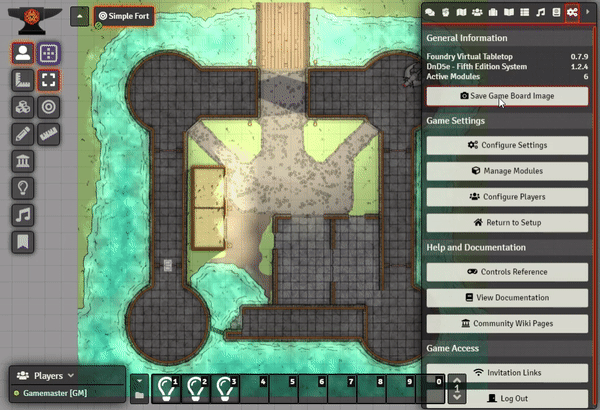 Simple Fort
General Information
Foundry Virtual Tabletop 0.7.9
DnD5e - Fifth Edition System 1.2.4
Active Modules 6
Save Game Board Image
Game Settings
Configure Settings
Manage Modules
Configure Players
Return to Setup
Help and Documentation
Controls Reference
View Documentation
Community Wiki Pages
Game Access
Invitation Links
Log Out
Players
Gamemaster [GM]
1 2 3 4 5 6 7 8 9 0
1